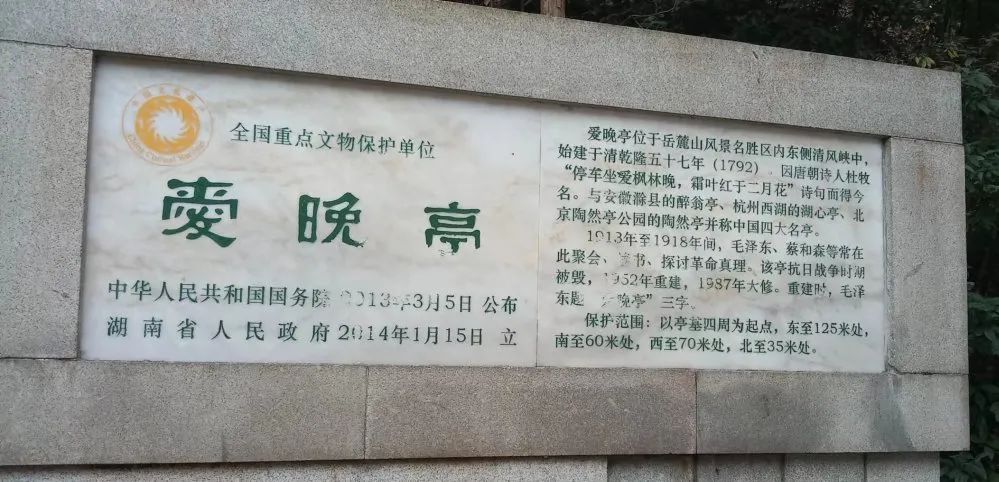 全国重点文物保护单位
愛晚亭
中华人民共和国国务院 2013年3月5日 公布
湖南省人民政府 2014年1月15日 立
爱晚亭位于岳麓山风景名胜区内东侧清风峡中，
始建于清乾隆五十七年（1792）．因唐朝诗人杜牧
“停车坐爱枫林晚，霜叶红于二月花”诗句而得今
名。与安徽滁县的醉翁亭、杭州西湖的湖心亭、北
京陶然亭公园的陶然亭并称中国四大名亭。
1913年至1918年间，毛泽东、蔡和森等常在
此聚会、读书、探讨革命真理。该亭抗日战争时期
被毁，1952年重建，1987年大修。重建时，毛泽
东题 晚亭”三字。
保护范围：以亭基四周为起点，东至125米处，
南至60米处，西至70米处，北至35米处。